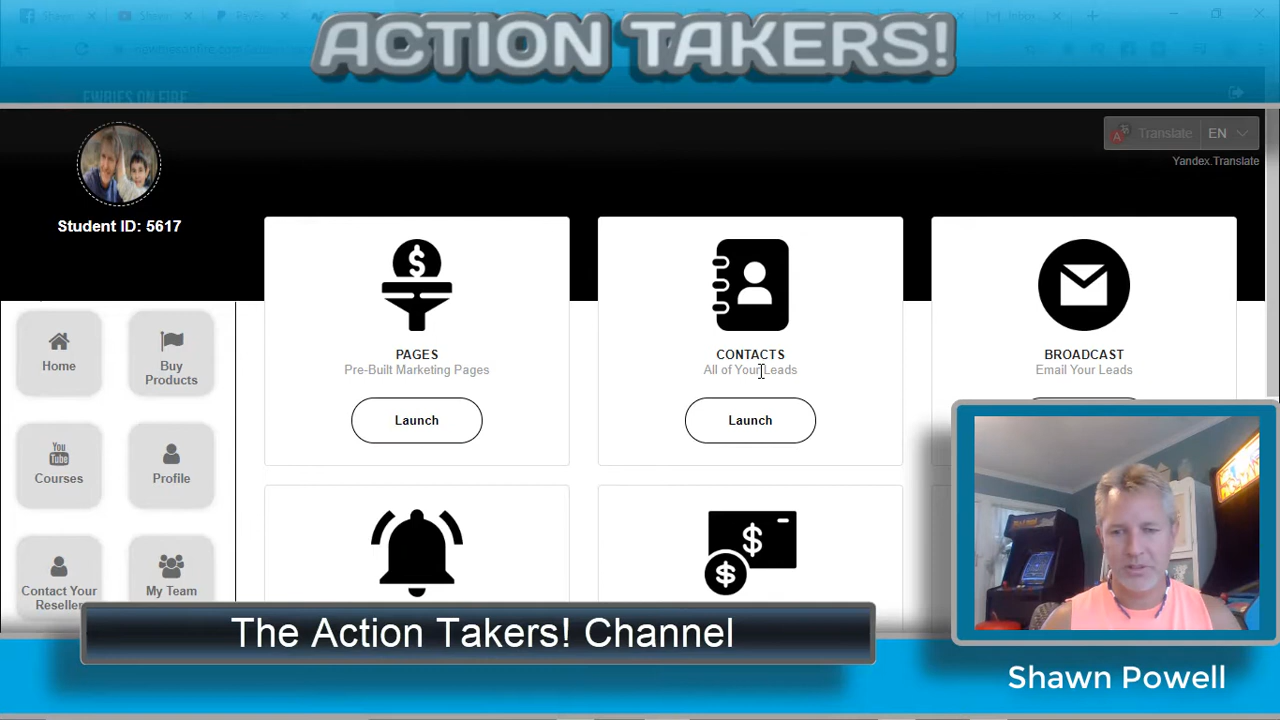 ACTION TAKERS!
Translate EN
Yandex.Translate
Student ID: 5617
PAGES
Pre-Built Marketing Pages
Launch
CONTACTS
All of Your Leads
Launch
BROADCAST
Email Your Leads
Home
Buy
Products
You
Tube
Courses
Profile
Contact Your
Reseller
My Team
The Action Takers! Channel
Shawn Powell